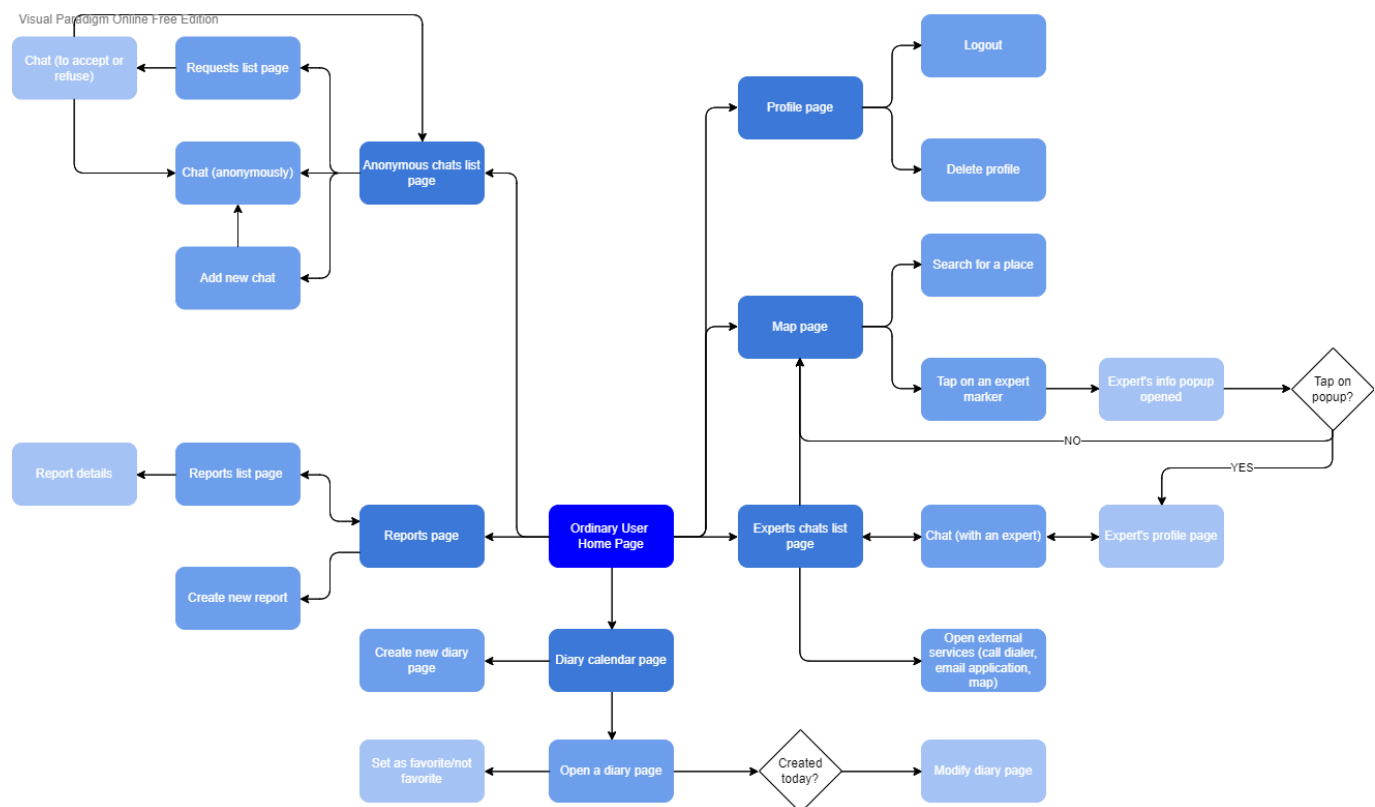 Visual Paradigm Online Free Edition
Chat (to accept or
refuse)
Requests list page
Logout
Profile page
Chat (anonymously)
Anonymous chats list
page
Delete profile
Add new chat
Search for a place
Map page
Tap on an expert
marker
Expert's info popup
opened
Tap on
popup?
NO
YES
Report details
Reports list page
Reports page
Ordinary User
Home Page
Experts chats list
page
Chat (with an expert)
Expert's profile page
Create new report
Create new diary
page
Diary calendar page
Open external
services (call dialer,
email application,
map)
Set as favorite/not
favorite
Open a diary page
Created
today?
Modify diary page